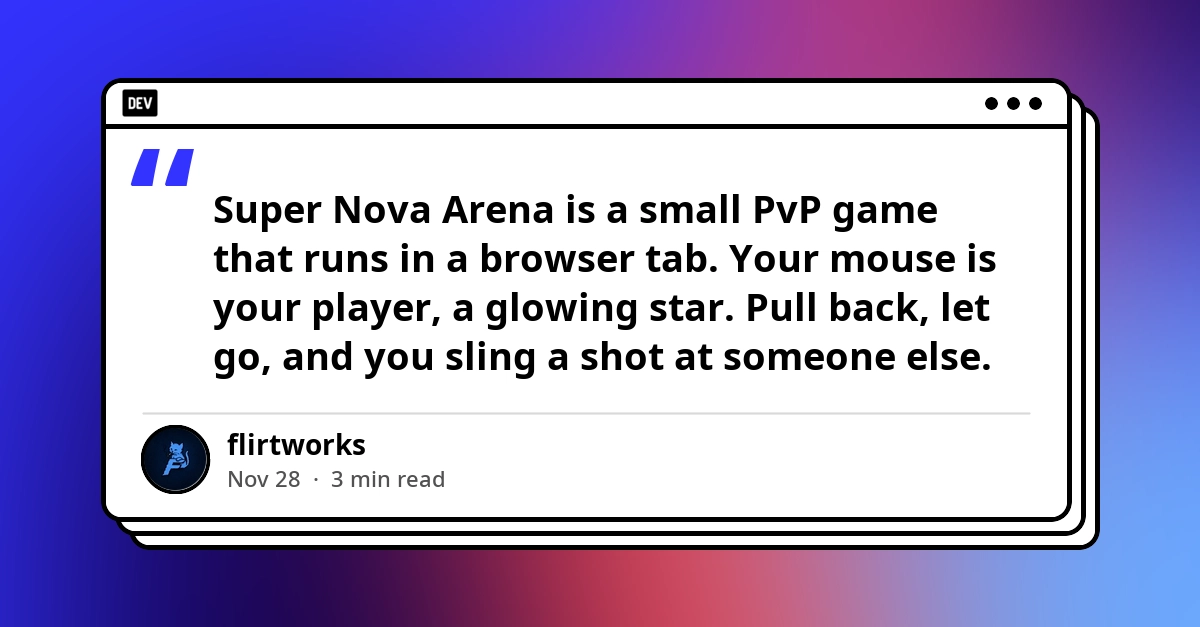 DEV
Super Nova Arena is a small PvP game
that runs in a browser tab. Your mouse is
your player, a glowing star. Pull back, let
go, and you sling a shot at someone else.
flirtworks
Nov 28 · 3 min read